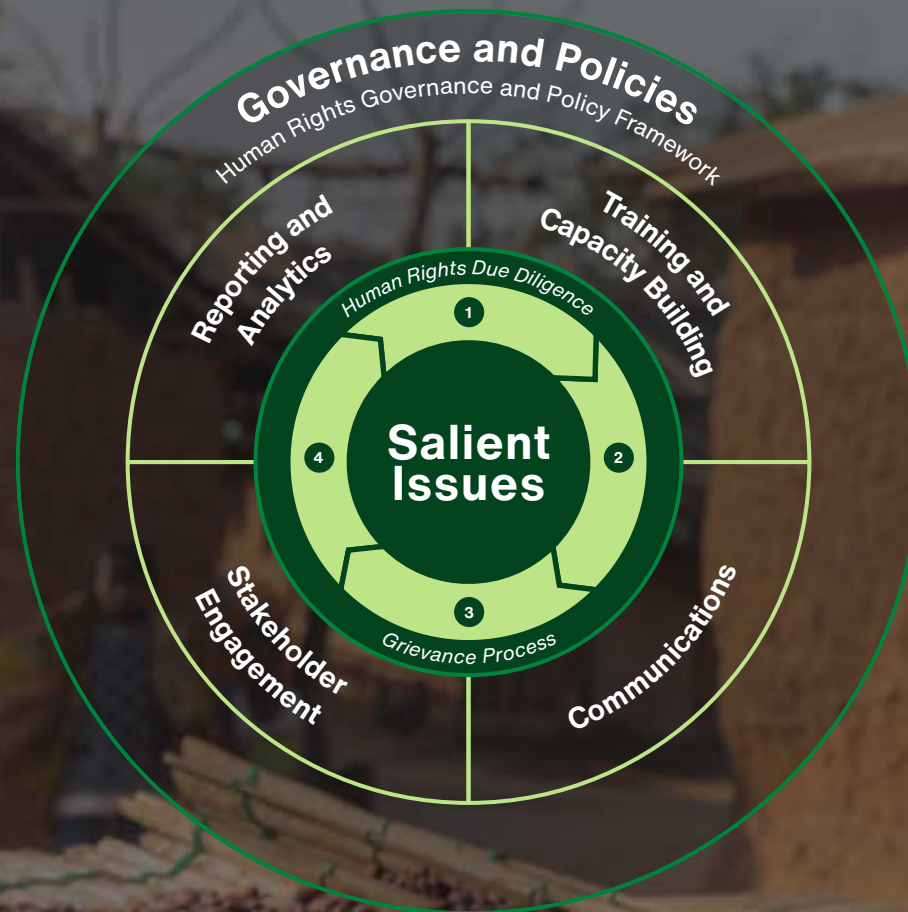 Governance and Policies
Human Rights Governance and Policy Framework
Reporting and
Analytics
Training and
Capacity Building
Human Rights Due Diligence
1
Salient
Issues
4
2
3
Grievance Process
Stakeholder
Engagement
Communications